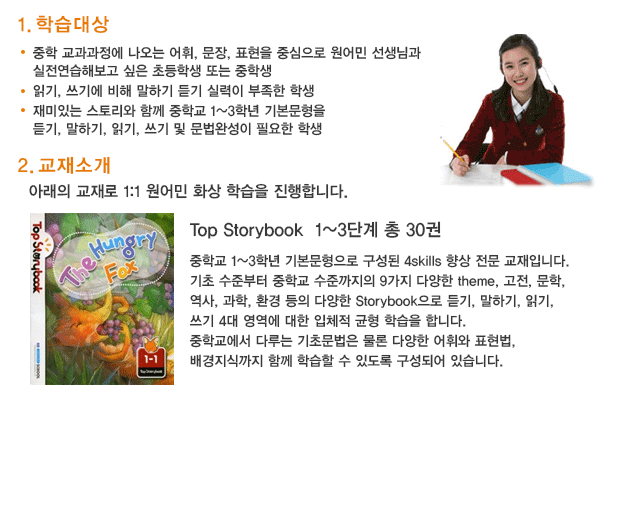 1. 학습대상
• 중학 교과과정에 나오는 어휘, 문장, 표현을 중심으로 원어민 선생님과
실전연습해보고 싶은 초등학생 또는 중학생
• 읽기, 쓰기에 비해 말하기 듣기 실력이 부족한 학생
• 재미있는 스토리와 함께 중학교 1~3학년 기본문형을
듣기, 말하기, 읽기, 쓰기 및 문법완성이 필요한 학생
2. 교재소개
아래의 교재로 1:1 원어민 화상 학습을 진행합니다.
Top Storybook
The Hungry
Fox
1-1
Top Storybook
Top Storybook 1~3단계 총 30권
중학교 1~3학년 기본문형으로 구성된 4skills 향상 전문 교재입니다.
기초 수준부터 중학교 수준까지의 9가지 다양한 theme, 고전, 문학,
역사, 과학, 환경 등의 다양한 Storybook으로 듣기, 말하기, 읽기,
쓰기 4대 영역에 대한 입체적 균형 학습을 합니다.
중학교에서 다루는 기초문법은 물론 다양한 어휘와 표현법,
배경지식까지 함께 학습할 수 있도록 구성되어 있습니다.